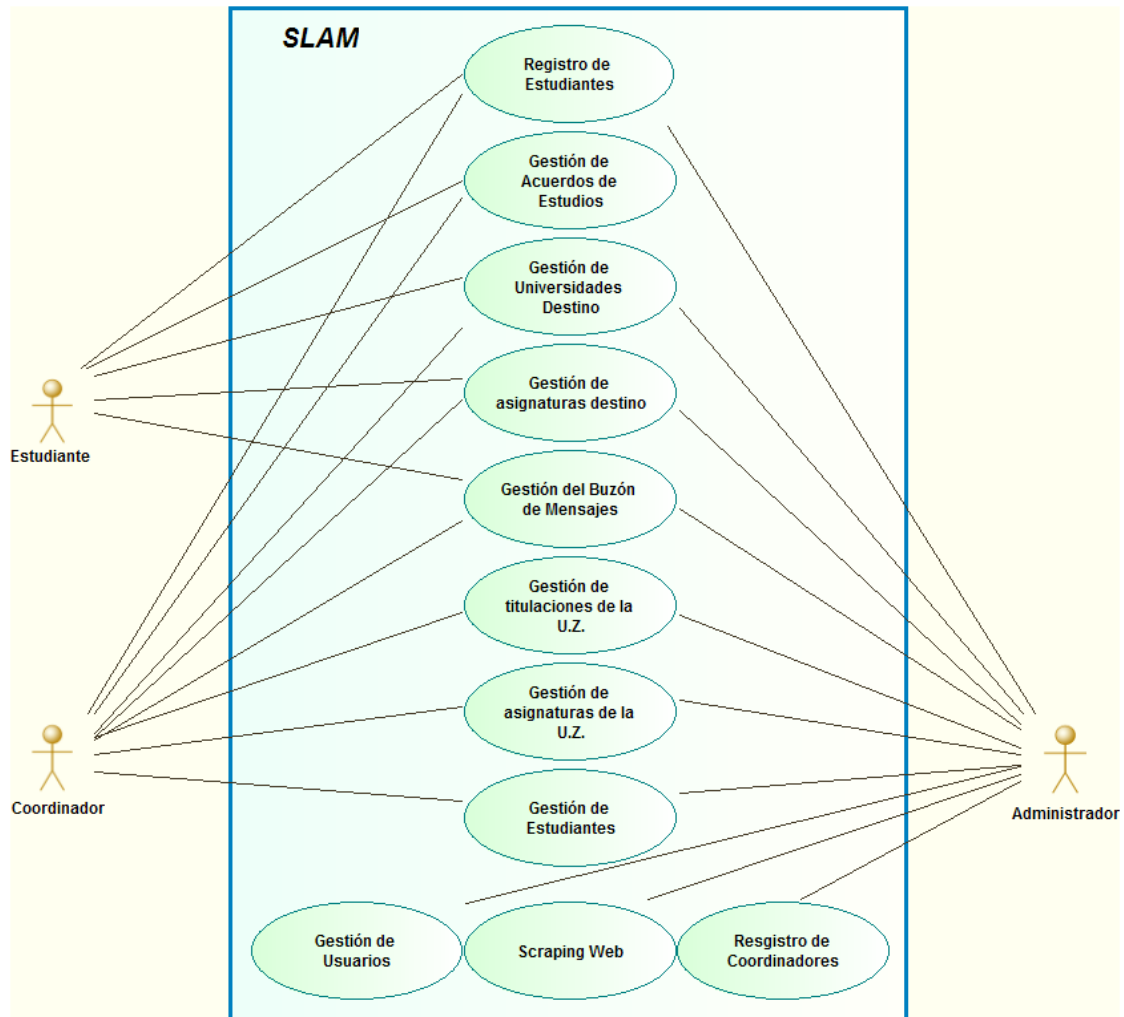 SLAM
Registro de
Estudiantes
Gestión de
Acuerdos de
Estudios
Gestión de
Universidades
Destino
Gestión de
asignaturas destino
Estudiante
Gestión del Buzón
de Mensajes
Gestión de
titulaciones de la
U.Z.
Gestión de
asignaturas de la
U.Z.
Coordinador
Administrador
Gestión de
Estudiantes
Gestión de
Usuarios
Scraping Web
Resgistro de
Coordinadores